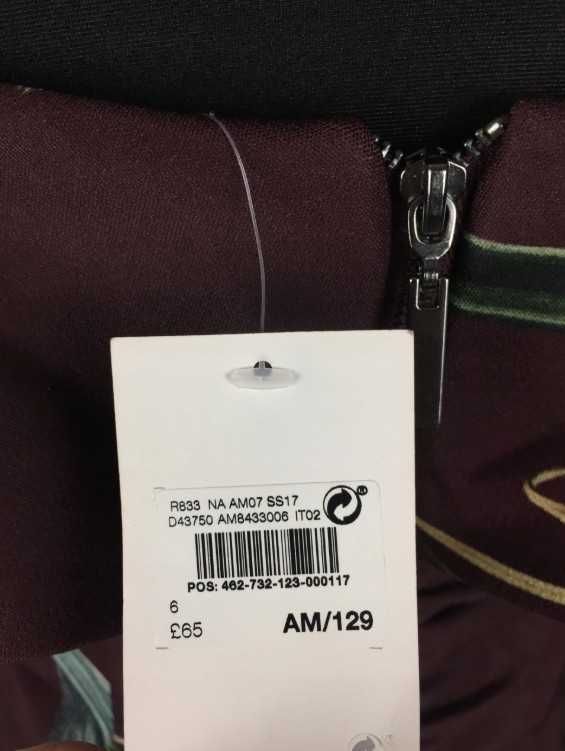 R833 NA AM07 SS17
D43750 AM8433006 IT02
POS: 462-732-123-000117
6
£65
AM/129